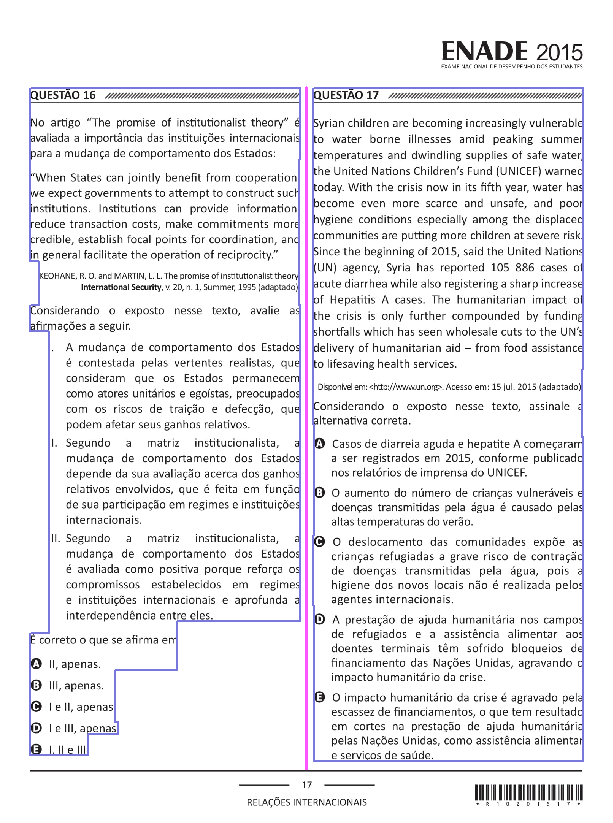 ENADE 2015
EXAME NACIONAL DE DESEMPENHO DOS ESTUDANTES
QUESTÃO 16
No artigo “The promise of institutionalist theory” é
avaliada a importância das instituições internacionais
para a mudança de comportamento dos Estados:
“When States can jointly benefit from cooperation,
we expect governments to attempt to construct such
institutions. Institutions can provide information,
reduce transaction costs, make commitments more
credible, establish focal points for coordination, and
in general facilitate the operation of reciprocity.”
KEOHANE, R. O. and MARTIN, L. L. The promise of institutionalist theory.
International Security, v. 20, n. 1, Summer, 1995 (adaptado).
Considerando o exposto nesse texto, avalie as
afirmações a seguir.
I. A mudança de comportamento dos Estados
é contestada pelas vertentes realistas, que
consideram que os Estados permanecem
como atores unitários e egoístas, preocupados
com os riscos de traição e defecção, que
podem afetar seus ganhos relativos.
II. Segundo a matriz institucionalista, a
mudança de comportamento dos Estados
depende da sua avaliação acerca dos ganhos
relativos envolvidos, que é feita em função
de sua participação em regimes e instituições
internacionais.
III. Segundo a matriz institucionalista, a
mudança de comportamento dos Estados
é avaliada como positiva porque reforça os
compromissos estabelecidos em regimes
e instituições internacionais e aprofunda a
interdependência entre eles.
É correto o que se afirma em
A II, apenas.
B III, apenas.
C I e II, apenas.
D I e III, apenas.
E I, II e III.
QUESTÃO 17
Syrian children are becoming increasingly vulnerable
to water borne illnesses amid peaking summer
temperatures and dwindling supplies of safe water,
the United Nations Children’s Fund (UNICEF) warned
today. With the crisis now in its fifth year, water has
become even more scarce and unsafe, and poor
hygiene conditions especially among the displaced
communities are putting more children at severe risk.
Since the beginning of 2015, said the United Nations
(UN) agency, Syria has reported 105 886 cases of
acute diarrhea while also registering a sharp increase
of Hepatitis A cases. The humanitarian impact of
the crisis is only further compounded by funding
shortfalls which has seen wholesale cuts to the UN’s
delivery of humanitarian aid – from food assistance
to lifesaving health services.
Disponível em: <http://www.un.org>. Acesso em: 15 jul. 2015 (adaptado).
Considerando o exposto nesse texto, assinale a
alternativa correta.
A Casos de diarreia aguda e hepatite A começaram
a ser registrados em 2015, conforme publicado
nos relatórios de imprensa do UNICEF.
B O aumento do número de crianças vulneráveis e
doenças transmitidas pela água é causado pelas
altas temperaturas do verão.
C O deslocamento das comunidades expõe as
crianças refugiadas a grave risco de contração
de doenças transmitidas pela água, pois a
higiene dos novos locais não é realizada pelos
agentes internacionais.
D A prestação de ajuda humanitária nos campos
de refugiados e a assistência alimentar aos
doentes terminais têm sofrido bloqueios de
financiamento das Nações Unidas, agravando o
impacto humanitário da crise.
E O impacto humanitário da crise é agravado pela
escassez de financiamentos, o que tem resultado
em cortes na prestação de ajuda humanitária
pelas Nações Unidas, como assistência alimentar
e serviços de saúde.
17
RELAÇÕES INTERNACIONAIS
*R1020151​7*